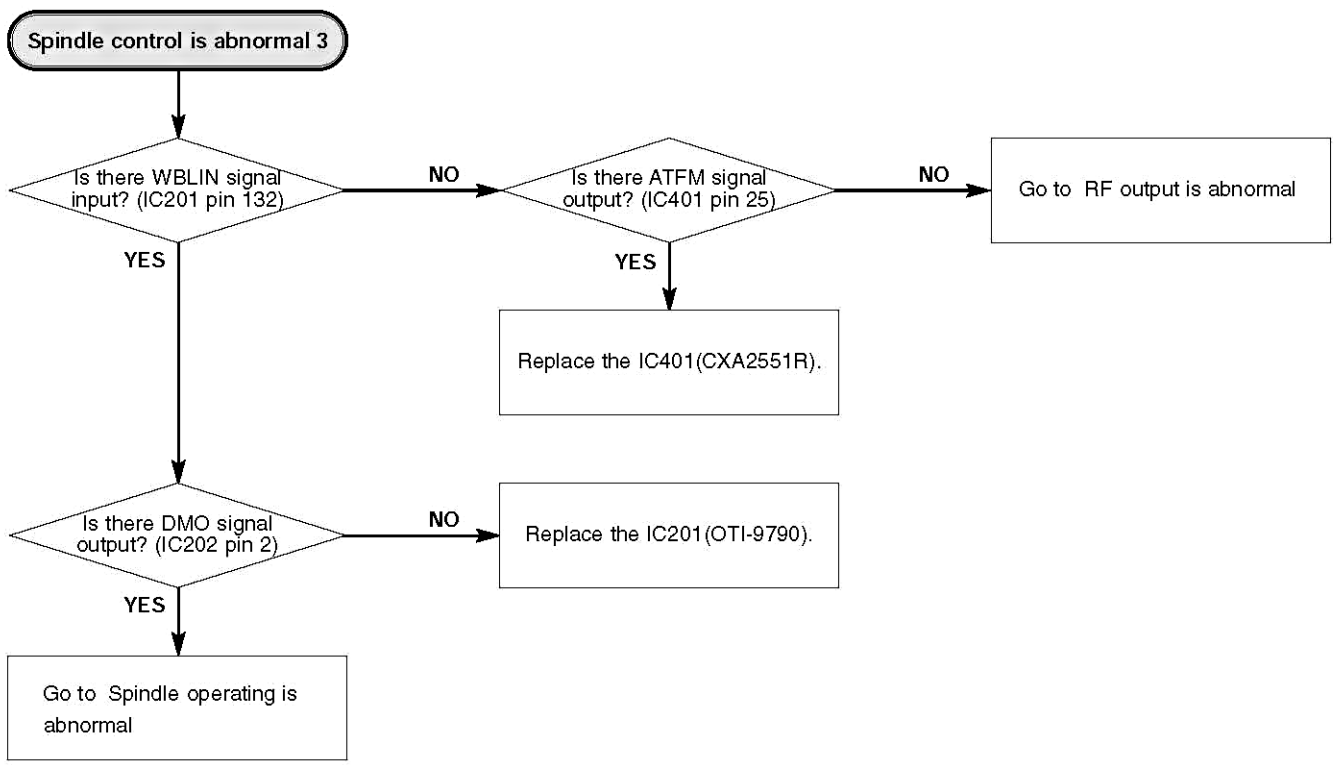 Spindle control is abnormal 3
Is there WBLIN signal
input? (IC201 pin 132)
NO
Is there ATFM signal
output? (IC401 pin 25)
NO
Go to RF output is abnormal
YES
YES
Replace the IC401(CXA2551R).
Is there DMO signal
output? (IC202 pin 2)
NO
Replace the IC201(OTI-9790).
YES
Go to Spindle operating is
abnormal